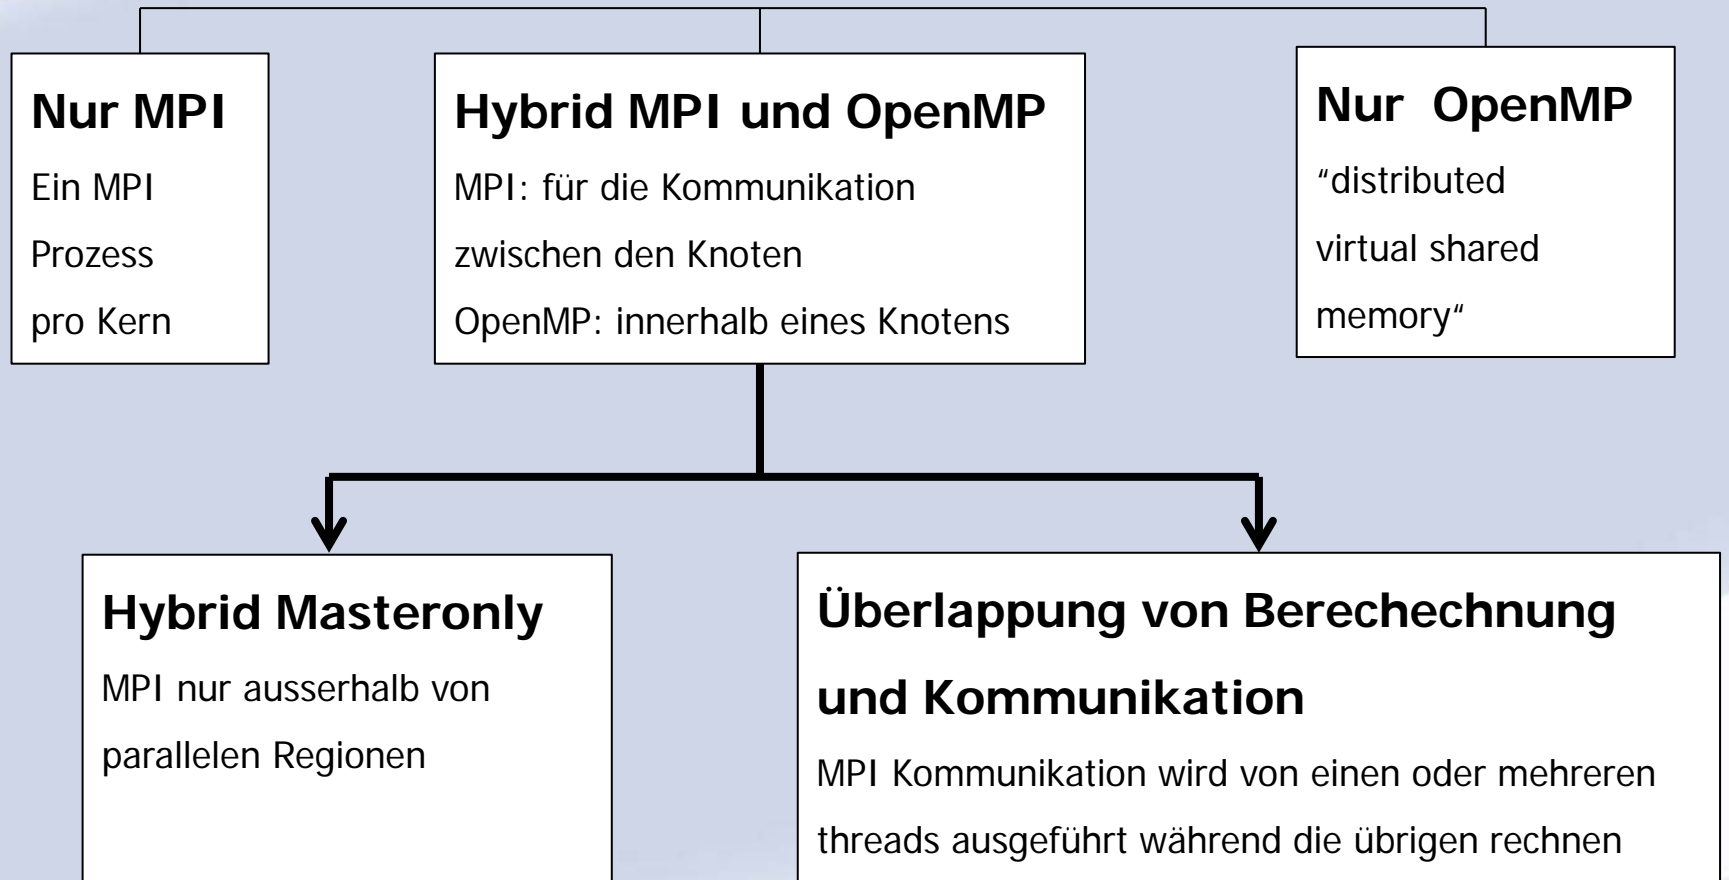 Nur MPI
Ein MPI
Prozess
pro Kern
Hybrid MPI und OpenMP
MPI: für die Kommunikation
zwischen den Knoten
OpenMP: innerhalb eines Knotens
Nur OpenMP
“distributed
virtual shared
memory“
Hybrid Masteronly
MPI nur ausserhalb von
parallelen Regionen
Überlappung von Berechechnung
und Kommunikation
MPI Kommunikation wird von einen oder mehreren
threads ausgeführt während die übrigen rechnen